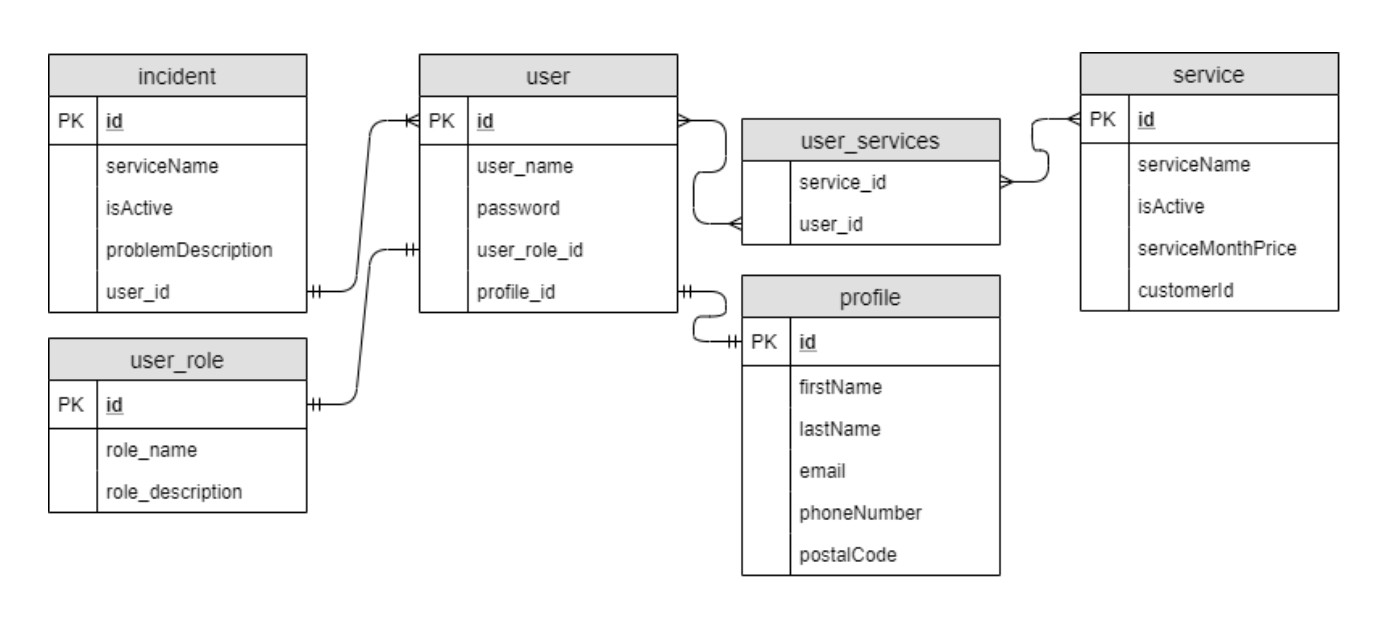 incident
PK id
serviceName
isActive
problemDescription
user_id
user_role
PK id
role_name
role_description
user
PK id
user_name
password
user_role_id
profile_id
user_services
service_id
user_id
profile
PK id
firstName
lastName
email
phoneNumber
postalCode
service
PK id
serviceName
isActive
serviceMonthPrice
customerId